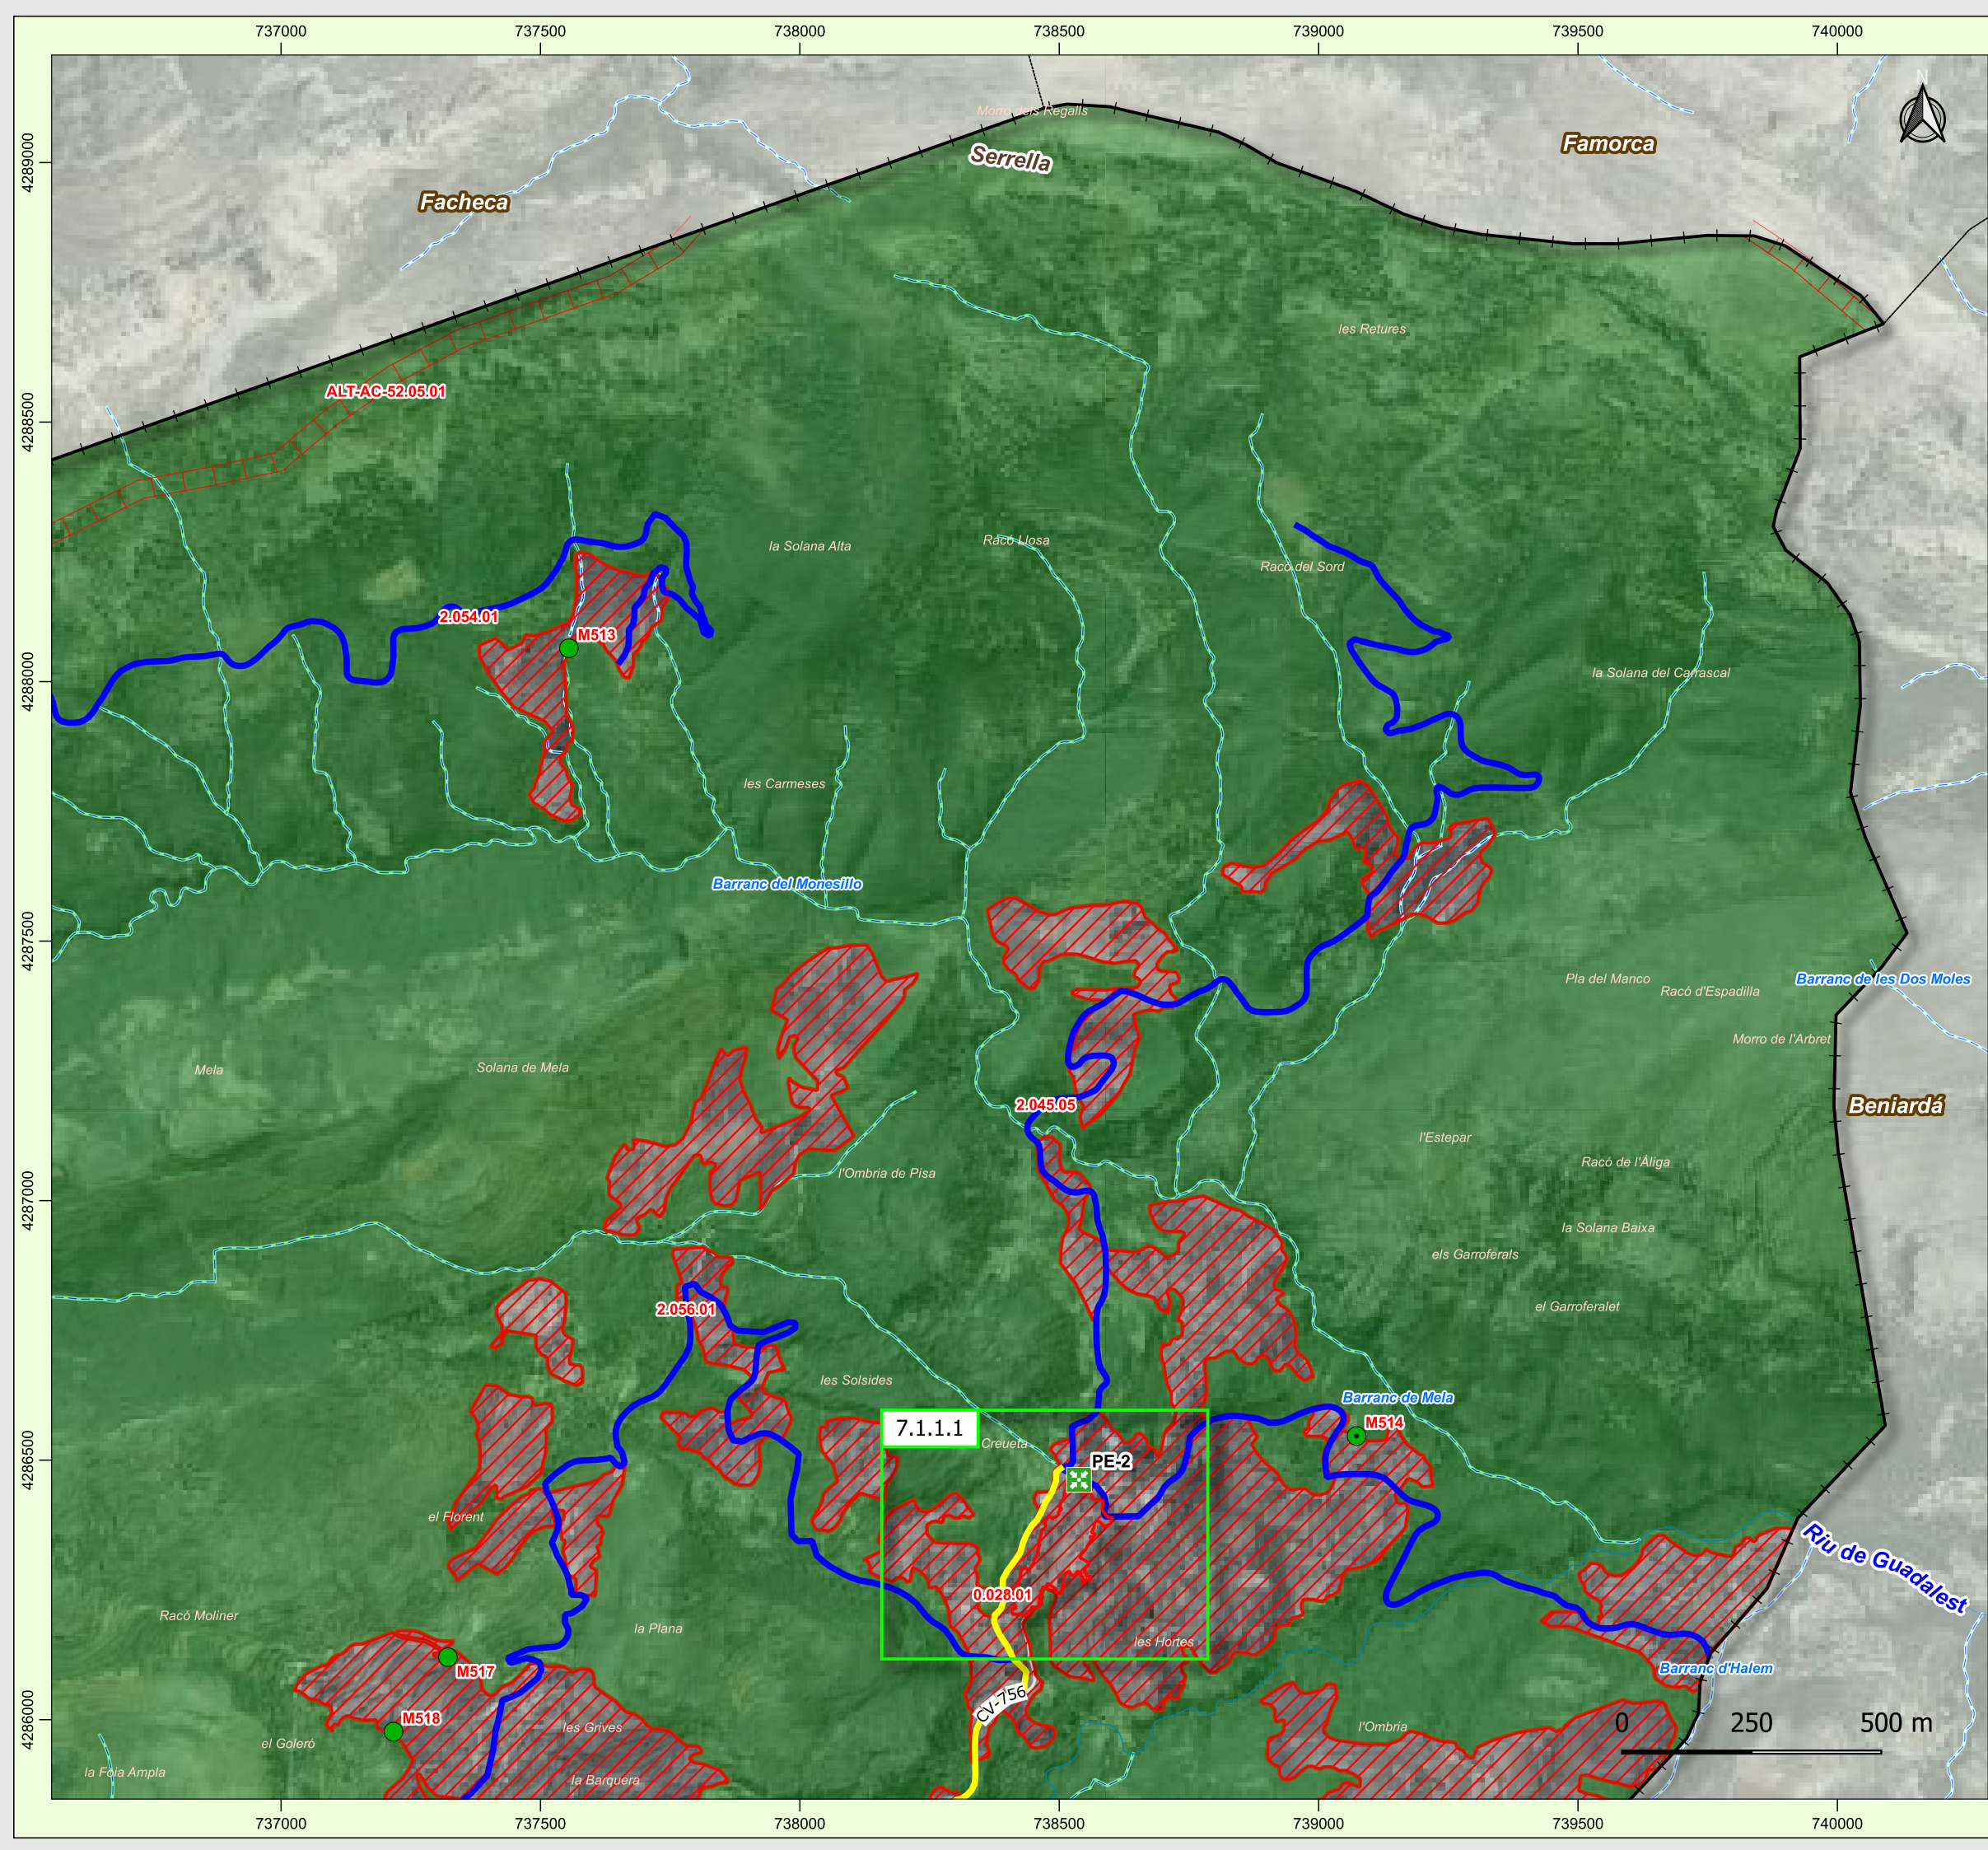 737000 737500 738000 738500 739000 739500 740000
N
Morro dels Regalls
Serrella
Famorca
Facheca
4289000
les Retures
ALT-AC-52.05.01
4288500
la Solana Alta
Racó Llosa
Racó del Sord
2.054.01
M513
la Solana del Carrascal
4288000
les Carmeses
Barranc del Monesillo
4287500
Pla del Manco
Racó d'Espadilla
Barranc de les Dos Moles
Morro de l'Arbret
Mela
Solana de Mela
2.045.05
Beniardá
l'Estepar
Racó de l'Àliga
l'Ombria de Pisa
4287000
la Solana Baixa
els Garroferals
2.056.01
el Garroferalet
les Solsides
Barranc de Mela
M514
7.1.1.1
Creueta
PE-2
4286500
el Florent
Riu de Guadalest
0.028.01
Racó Moliner
la Plana
les Hortes
M517
Barranc d'Halem
CV-756
M518
4286000
les Grives
l'Ombria
0 250 500 m
el Goleró
la Foia Ampla
la Barquera
737000 737500 738000 738500 739000 739500 740000